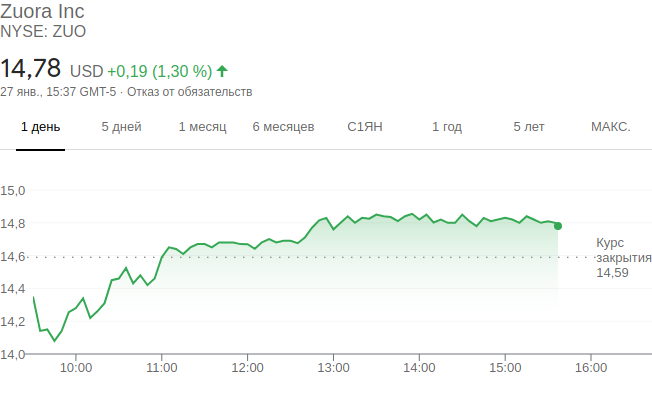 Zuora Inc
NYSE: ZUO
14,78 USD +0,19 (1,30 %)
27 янв., 15:37 GMT-5 · Отказ от обязательств
1 день 5 дней 1 месяц 6 месяцев С1ЯН 1 год 5 лет МАКС.
15,0
14,8
Курс
14,6 закрытия
14,59
14,4
14,2
14,0
10:00 11:00 12:00 13:00 14:00 15:00 16:00